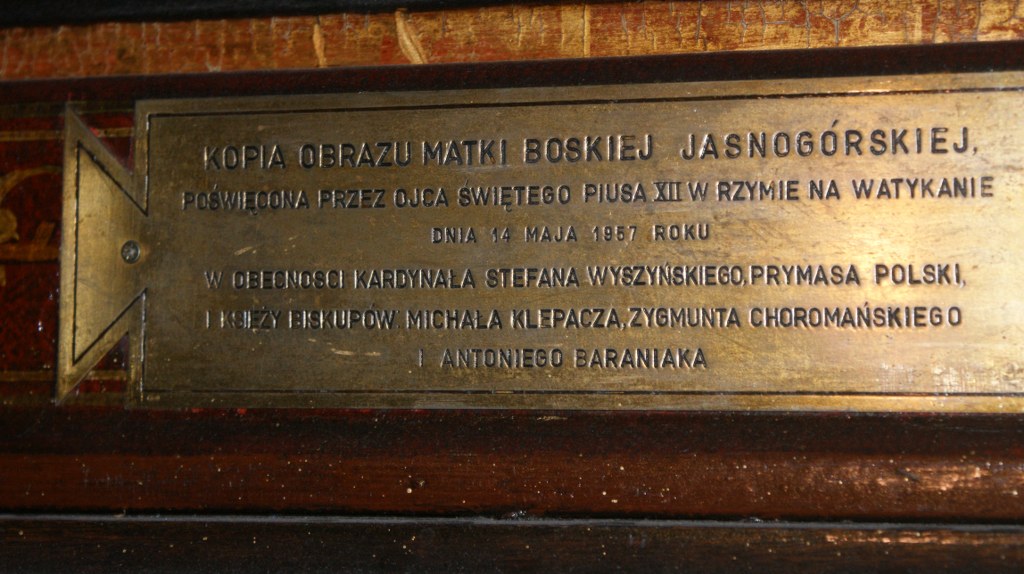 KOPIA OBRAZU MATKI BOSKIEJ JASNOGÓRSKIEJ,
POŚWIĘCONA PRZEZ OJCA ŚWIĘTEGO PIUSA XII W RZYMIE NA WATYKANIE
DNIA 14 MAJA 1957 ROKU
W OBECNOSCI KARDYNAŁA STEFANA WYSZYŃSKIEGO, PRYMASA POLSKI,
I KSIĘŻY BISKUPÓW: MICHAŁA KLEPACZA, ZYGMUNTA CHOROMAŃSKIEGO
I ANTONIEGO BARANIAKA